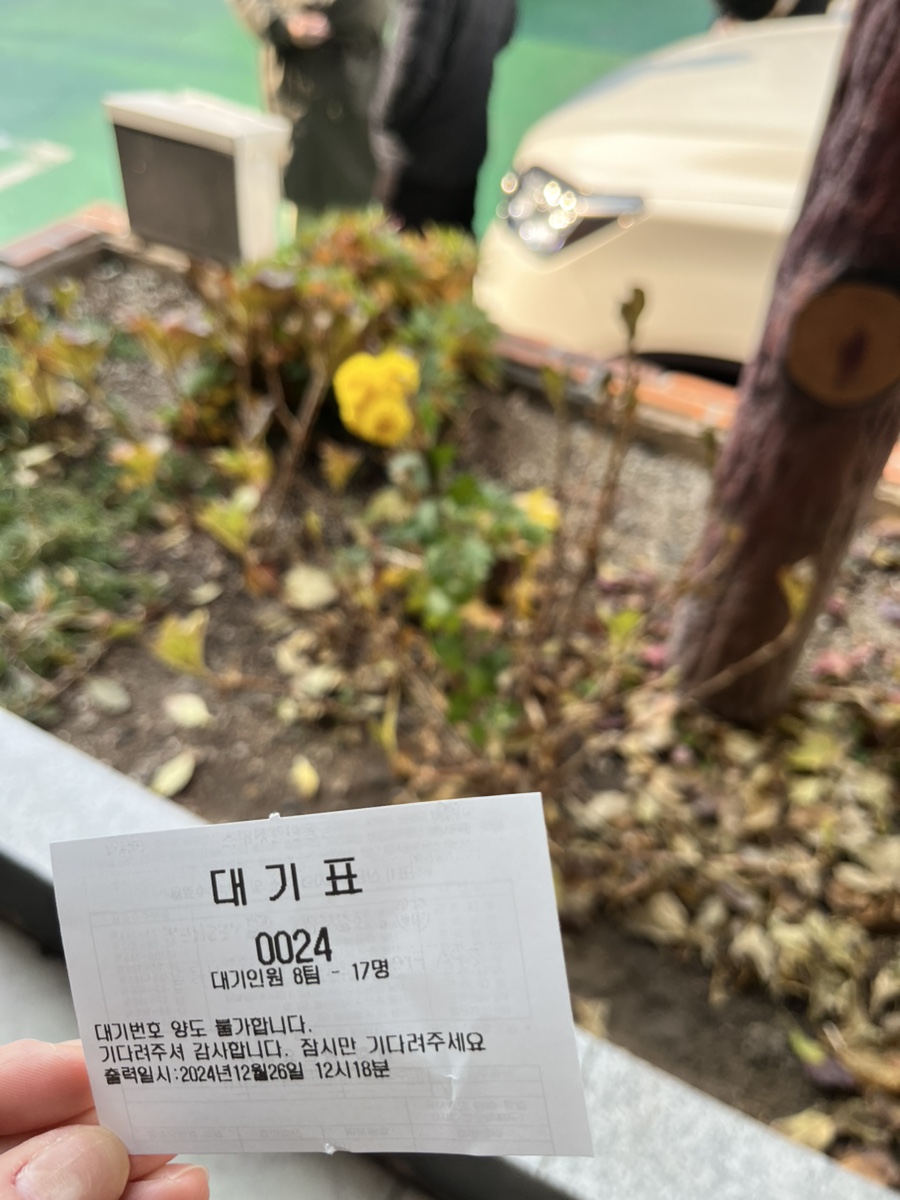 대 기 표
0024
대기인원 8팀 - 17명
대기번호 양도 불가합니다.
기다려주셔 감사합니다. 잠시만 기다려주세요
출력일시:2024년12월26일 12시18분